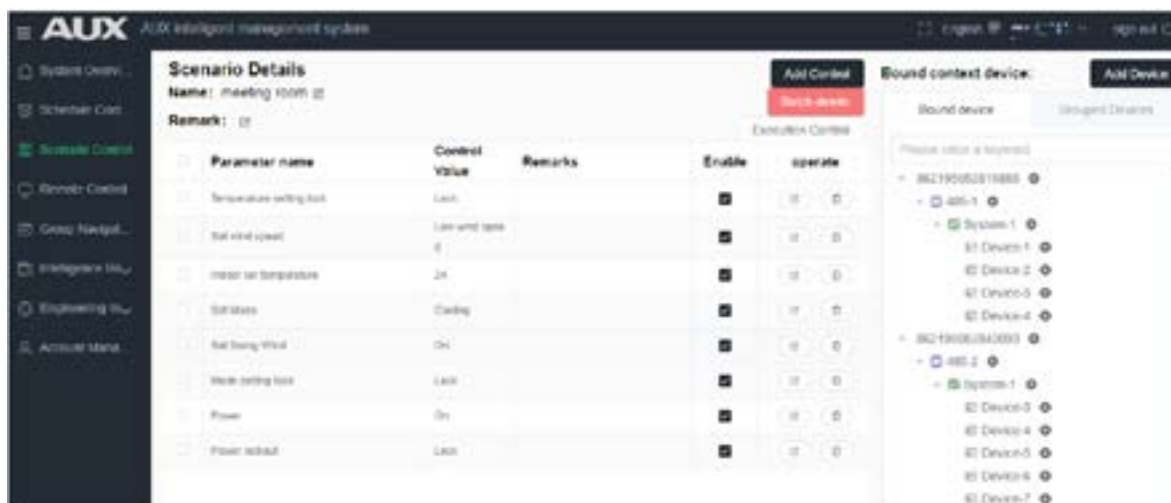 AUX AUX intelligent management system
English
sign out
System Overv...
Schedule Cont...
Scenario Control
Remote Control
Group Navigat...
Intelligence
Engineering
Account Mana...
Scenario Details
Name: meeting room
Remark:
Add Control
Batch delete
Execution Control
Parameter name Control Value Remarks Enable operate
Temperature setting lock Lock
Set wind speed Low wind spee
d
Indoor set temperature 24
Set Mode Cooling
Set Swing Wind On
Mode setting lock Lock
Power On
Power lockout Lock
Bound context device: Add Device
Bound device Grouped Devices
Please enter a keyword
485-1
System-1
Device-1
Device-2
Device-3
Device-4
485-2
System-1
Device-3
Device-4
Device-5
Device-6
Device-7